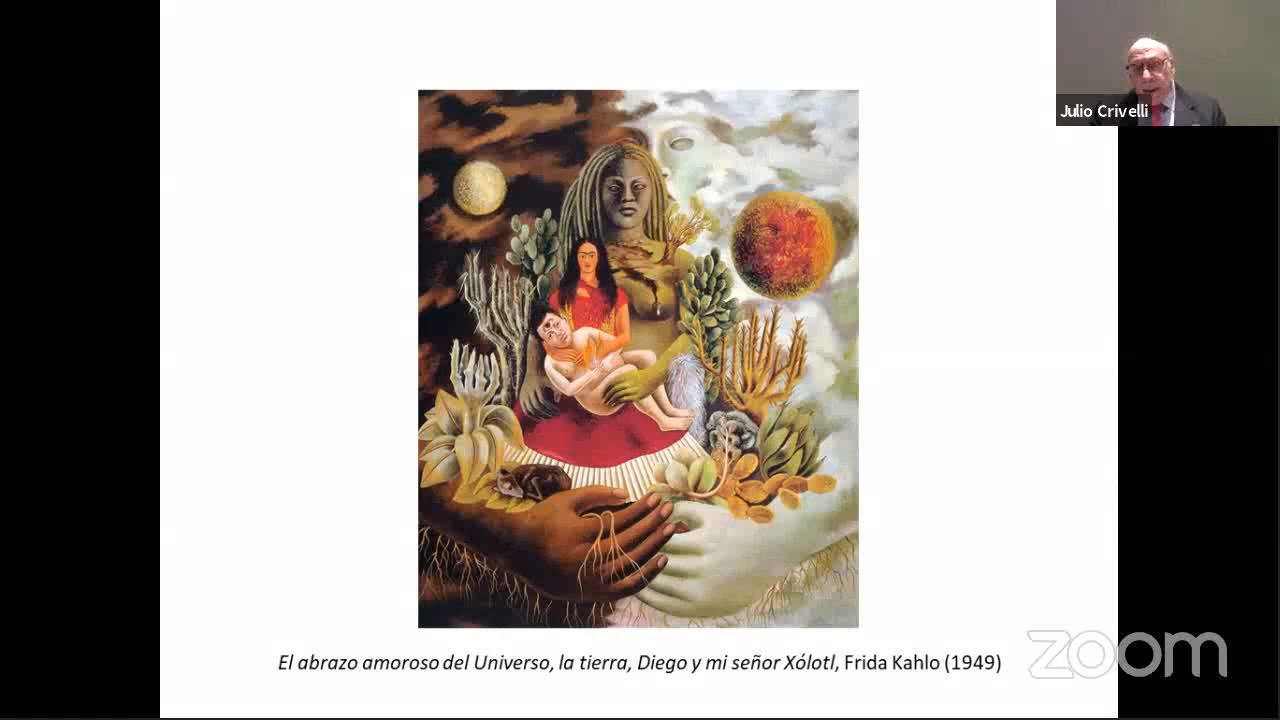 Julio Crivelli
El abrazo amoroso del Universo, la tierra, Diego y mi señor Xólotl, Frida Kahlo (1949)
zoom